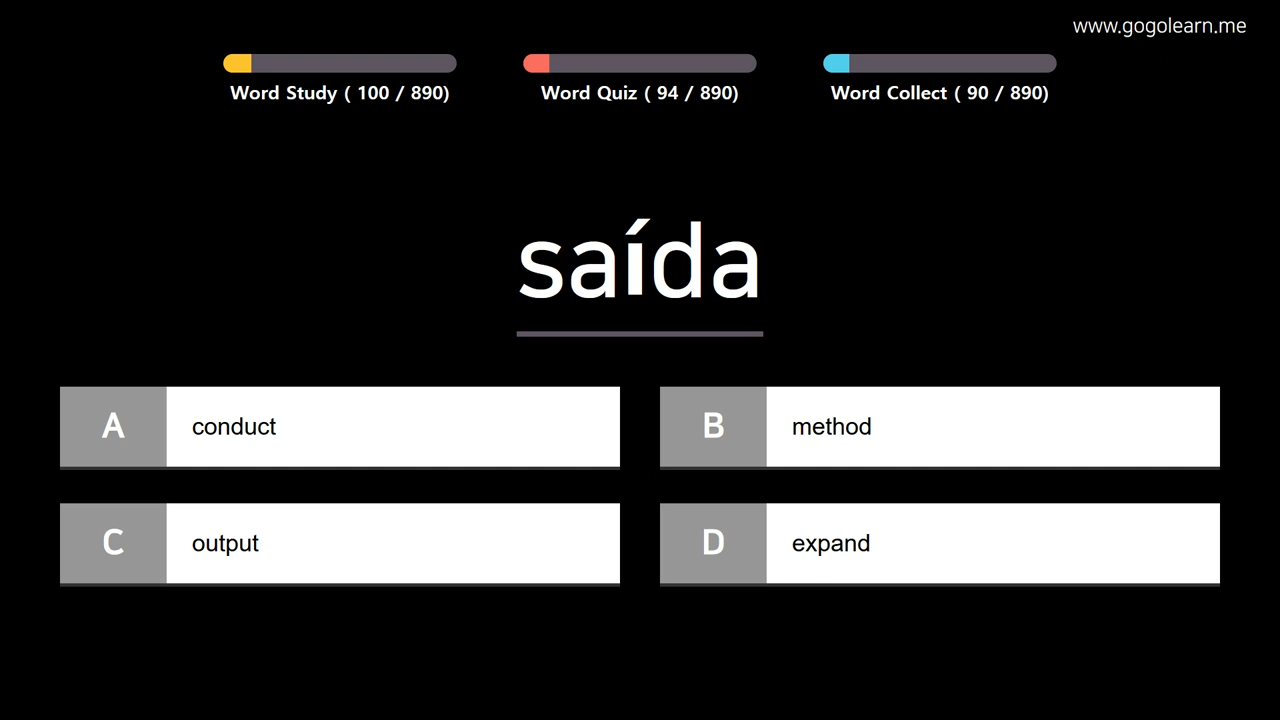 www.gogolearn.me
Word Study ( 100 / 890)
Word Quiz ( 94 / 890)
Word Collect ( 90 / 890)
saída
A conduct
B method
C output
D expand